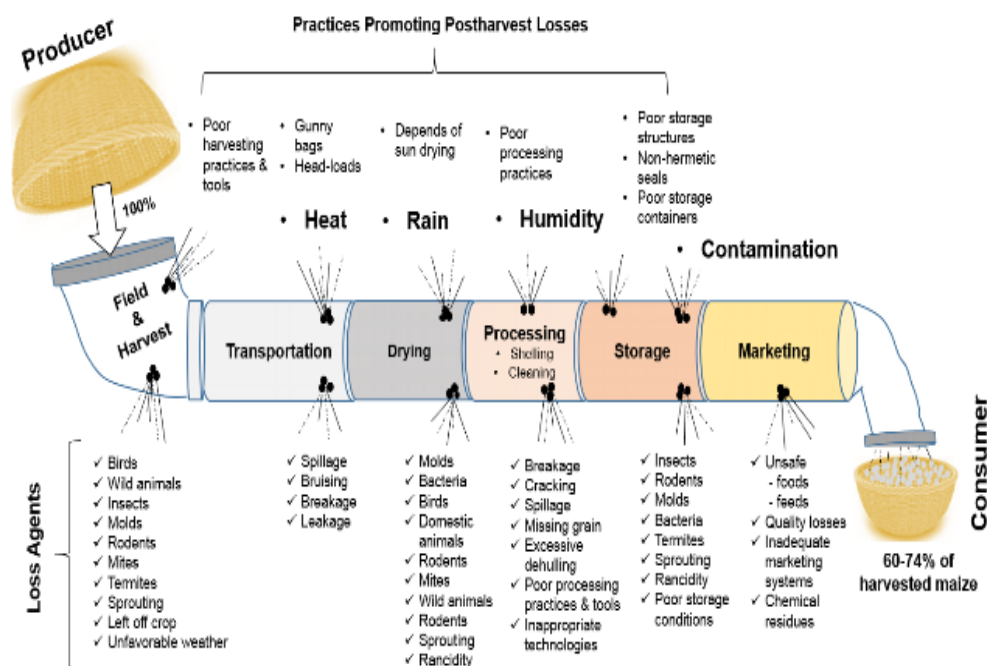 Practices Promoting Postharvest Losses
Producer
100%
• Poor
harvesting
practices &
tools
• Gunny
bags
• Head-loads
• Depends of
sun drying
• Poor
processing
practices
• Poor storage
structures
• Non-hermetic
seals
• Poor storage
containers
• Heat
• Rain
• Humidity
• Contamination
Field
&
Harvest
Transportation
Drying
Processing
• Shelling
• Cleaning
Storage
Marketing
Consumer
60-74% of
harvested maize
Loss Agents
✓ Birds
✓ Wild animals
✓ Insects
✓ Molds
✓ Rodents
✓ Mites
✓ Termites
✓ Sprouting
✓ Left off crop
✓ Unfavorable weather
✓ Spillage
✓ Bruising
✓ Breakage
✓ Leakage
✓ Molds
✓ Bacteria
✓ Birds
✓ Domestic
animals
✓ Rodents
✓ Mites
✓ Wild animals
✓ Rodents
✓ Sprouting
✓ Rancidity
✓ Breakage
✓ Cracking
✓ Spillage
✓ Missing grain
✓ Excessive
dehulling
✓ Poor processing
practices & tools
✓ Inappropriate
technologies
✓ Insects
✓ Rodents
✓ Molds
✓ Bacteria
✓ Termites
✓ Sprouting
✓ Rancidity
✓ Poor storage
conditions
✓ Unsafe
- foods
- feeds
✓ Quality losses
✓ Inadequate
marketing
systems
✓ Chemical
residues